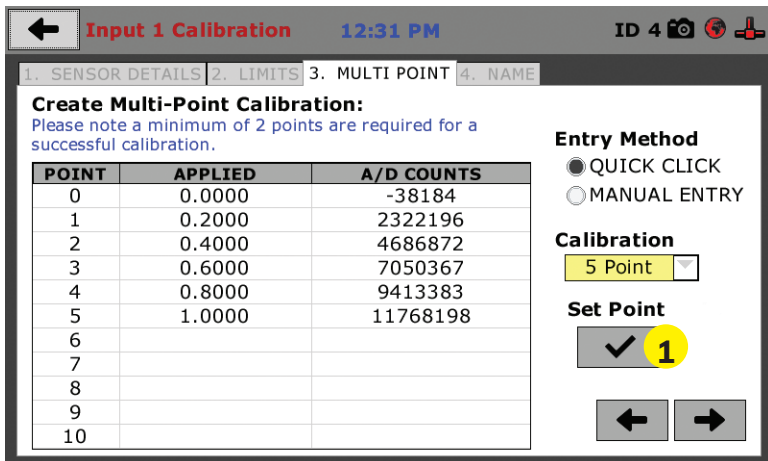 Input 1 Calibration 12:31 PM ID 4
1. SENSOR DETAILS 2. LIMITS 3. MULTI POINT 4. NAME
Create Multi-Point Calibration:
Please note a minimum of 2 points are required for a
successful calibration.
POINT APPLIED A/D COUNTS
0 0.0000 -38184
1 0.2000 2322196
2 0.4000 4686872
3 0.6000 7050367
4 0.8000 9413383
5 1.0000 11768198
6
7
8
9
10
Entry Method
QUICK CLICK
MANUAL ENTRY
Calibration
5 Point
Set Point
1